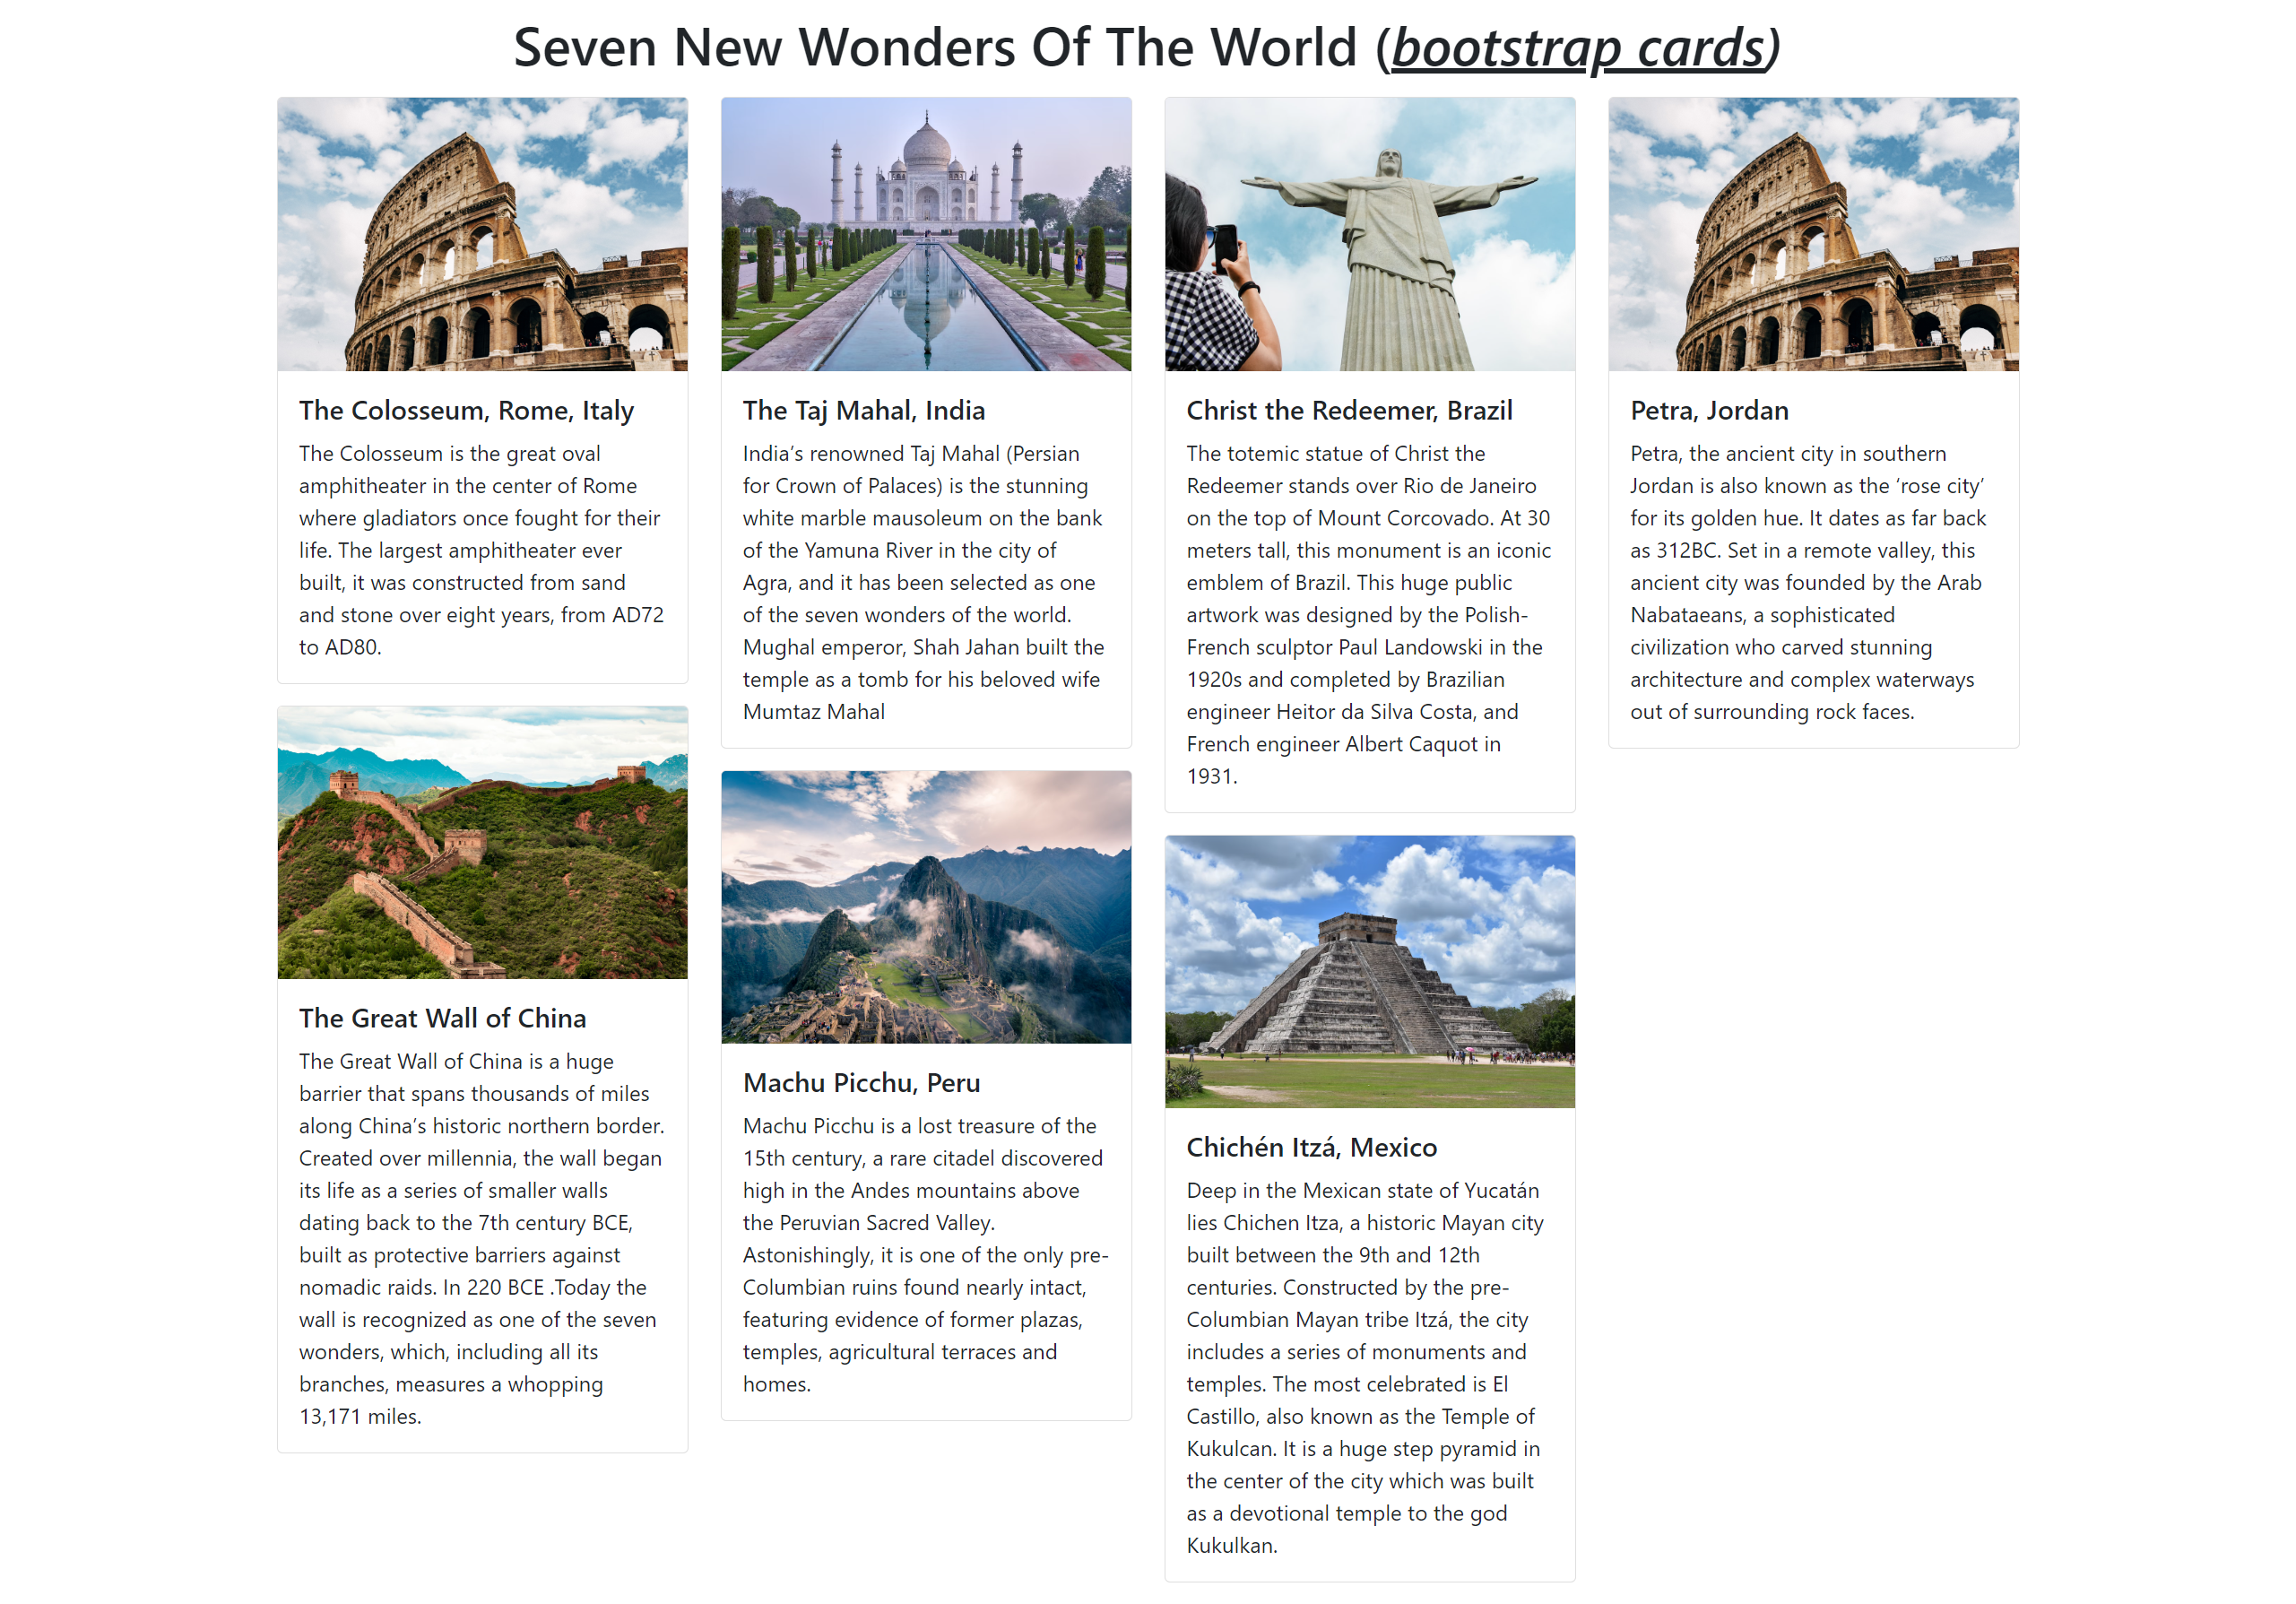 Seven New Wonders Of The World (bootstrap cards)
The Colosseum, Rome, Italy
The Colosseum is the great oval
amphitheater in the center of Rome
where gladiators once fought for their
life. The largest amphitheater ever
built, it was constructed from sand
and stone over eight years, from AD72
to AD80.
The Taj Mahal, India
India’s renowned Taj Mahal (Persian
for Crown of Palaces) is the stunning
white marble mausoleum on the bank
of the Yamuna River in the city of
Agra, and it has been selected as one
of the seven wonders of the world.
Mughal emperor, Shah Jahan built the
temple as a tomb for his beloved wife
Mumtaz Mahal
Christ the Redeemer, Brazil
The totemic statue of Christ the
Redeemer stands over Rio de Janeiro
on the top of Mount Corcovado. At 30
meters tall, this monument is an iconic
emblem of Brazil. This huge public
artwork was designed by the Polish-
French sculptor Paul Landowski in the
1920s and completed by Brazilian
engineer Heitor da Silva Costa, and
French engineer Albert Caquot in
1931.
Petra, Jordan
Petra, the ancient city in southern
Jordan is also known as the ‘rose city’
for its golden hue. It dates as far back
as 312BC. Set in a remote valley, this
ancient city was founded by the Arab
Nabataeans, a sophisticated
civilization who carved stunning
architecture and complex waterways
out of surrounding rock faces.
The Great Wall of China
The Great Wall of China is a huge
barrier that spans thousands of miles
along China’s historic northern border.
Created over millennia, the wall began
its life as a series of smaller walls
dating back to the 7th century BCE,
built as protective barriers against
nomadic raids. In 220 BCE .Today the
wall is recognized as one of the seven
wonders, which, including all its
branches, measures a whopping
13,171 miles.
Machu Picchu, Peru
Machu Picchu is a lost treasure of the
15th century, a rare citadel discovered
high in the Andes mountains above
the Peruvian Sacred Valley.
Astonishingly, it is one of the only pre-
Columbian ruins found nearly intact,
featuring evidence of former plazas,
temples, agricultural terraces and
homes.
Chichén Itzá, Mexico
Deep in the Mexican state of Yucatán
lies Chichen Itza, a historic Mayan city
built between the 9th and 12th
centuries. Constructed by the pre-
Columbian Mayan tribe Itzá, the city
includes a series of monuments and
temples. The most celebrated is El
Castillo, also known as the Temple of
Kukulcan. It is a huge step pyramid in
the center of the city which was built
as a devotional temple to the god
Kukulkan.